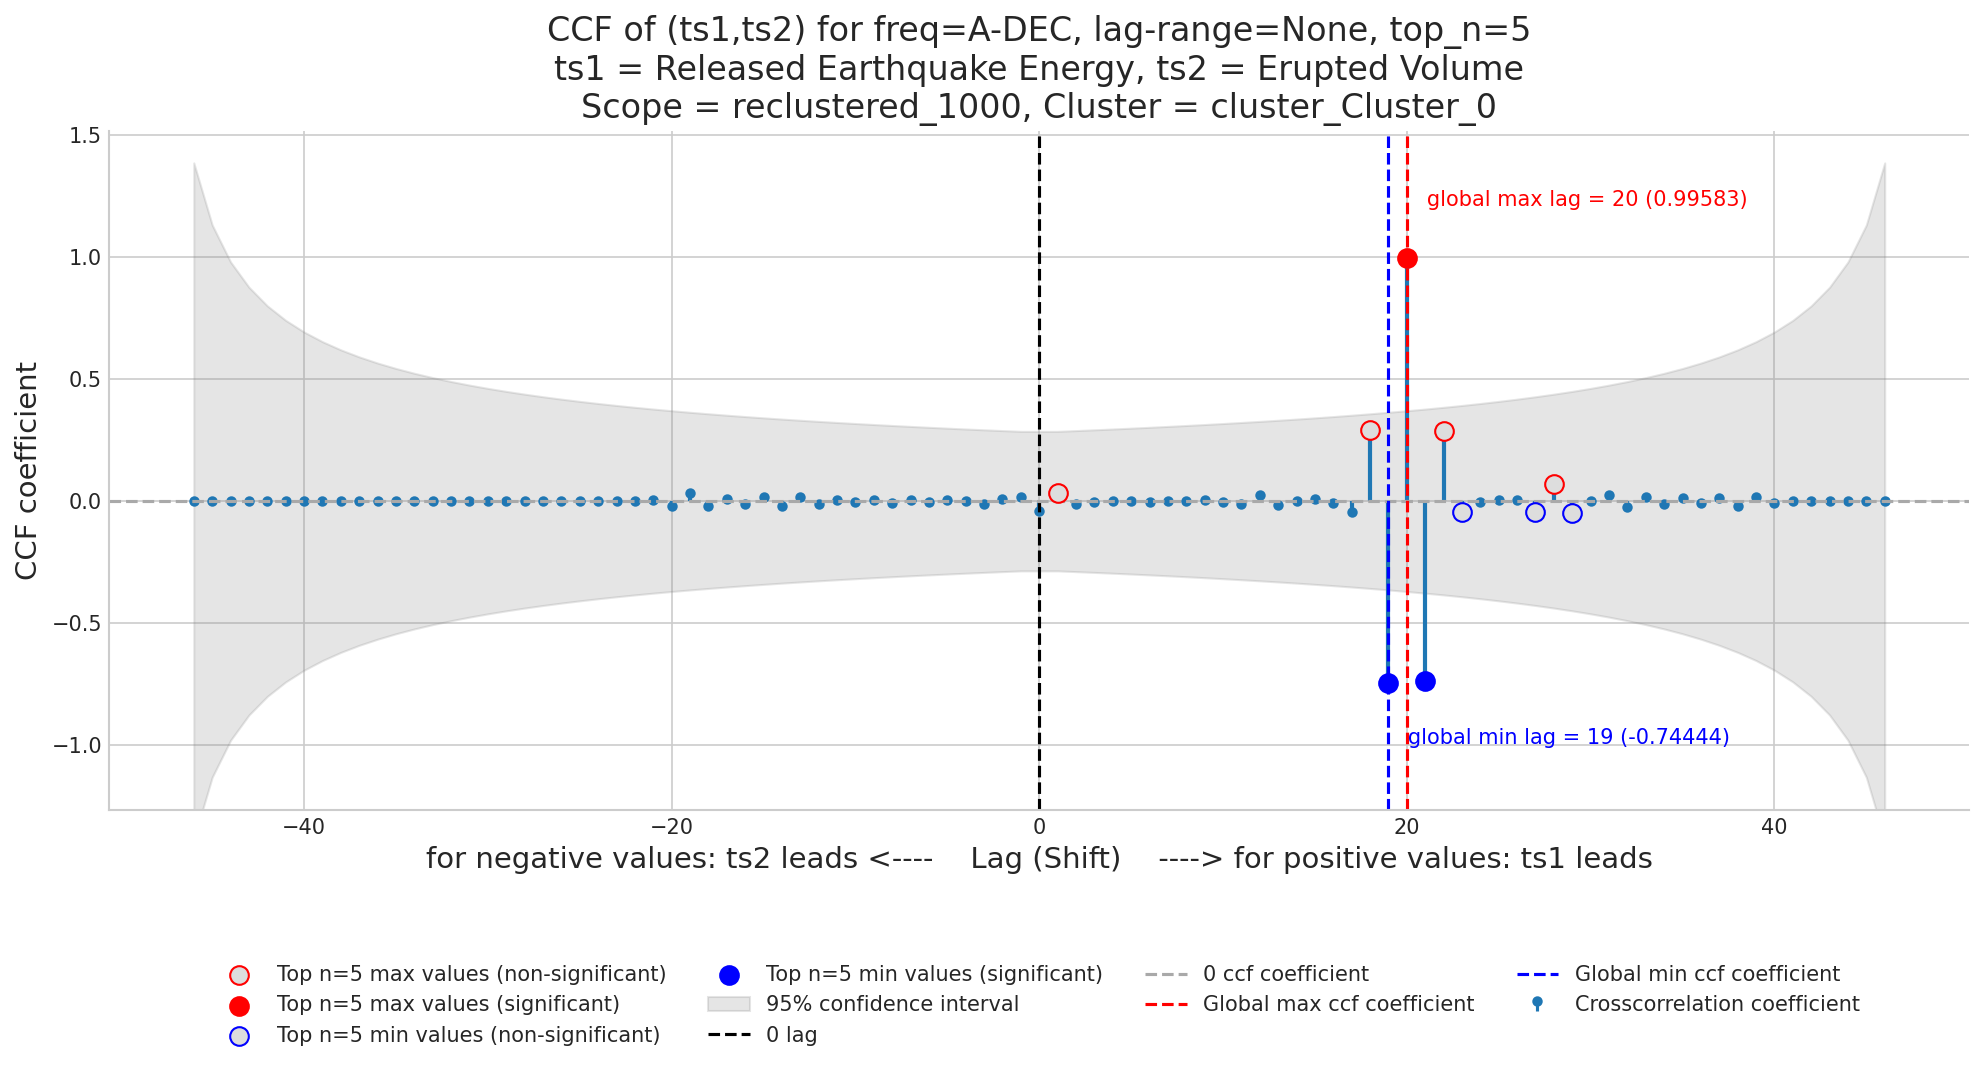 CCF of (ts1,ts2) for freq=A-DEC, lag-range=None, top_n=5
ts1 = Released Earthquake Energy, ts2 = Erupted Volume
Scope = reclustered_1000, Cluster = cluster_Cluster_0
CCF coefficient
1.5
1.0
0.5
0.0
−0.5
−1.0
global max lag = 20 (0.99583)
global min lag = 19 (-0.74444)
−40
−20
0
20
40
for negative values: ts2 leads <---- Lag (Shift) ----> for positive values: ts1 leads
Top n=5 max values (non-significant)
Top n=5 max values (significant)
Top n=5 min values (non-significant)
Top n=5 min values (significant)
95% confidence interval
0 lag
0 ccf coefficient
Global max ccf coefficient
Global min ccf coefficient
Crosscorrelation coefficient